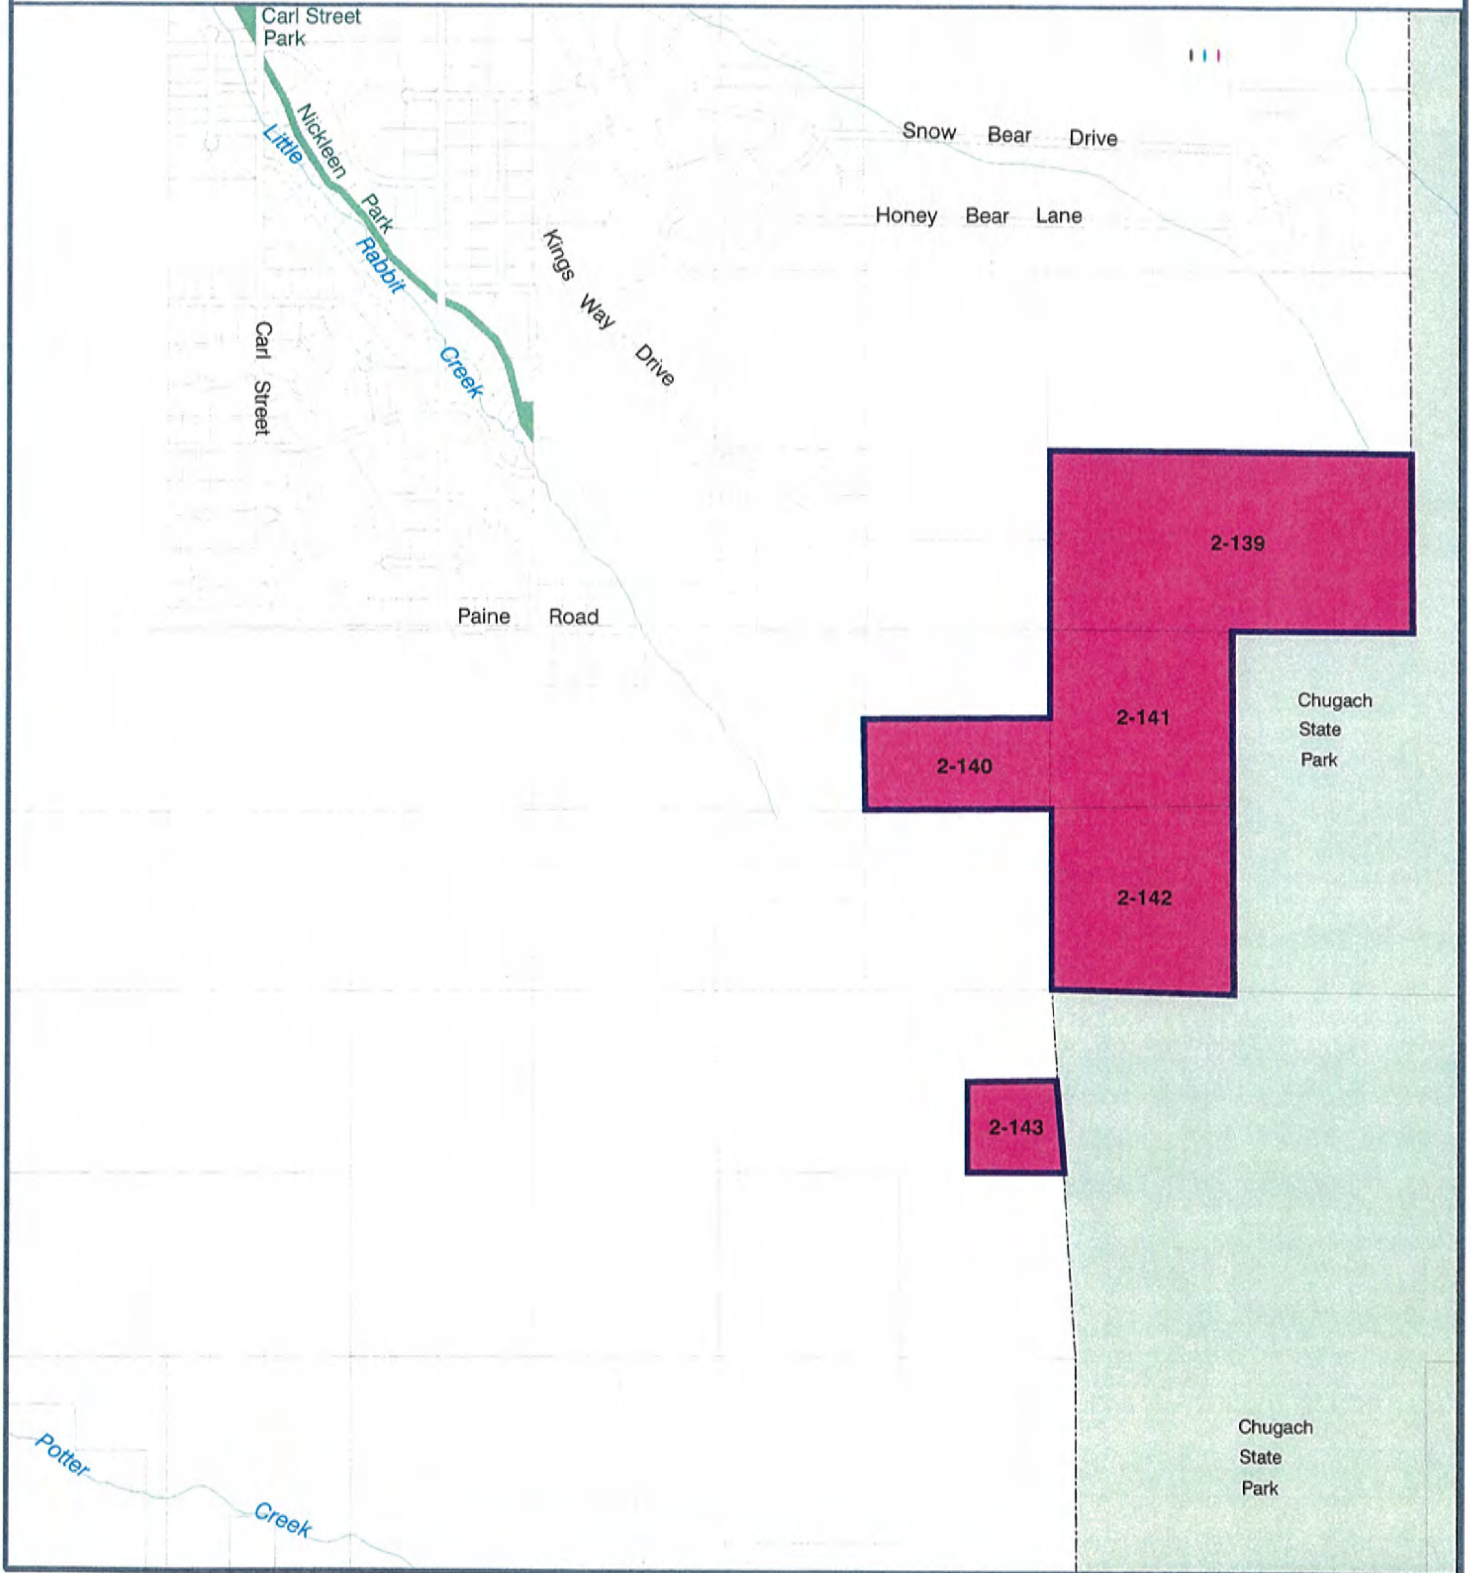 Carl Street
Park
Nickleen Park
Little Rabbit Creek
Snow Bear Drive
Honey Bear Lane
Kings Way Drive
Carl Street
2-139
Paine Road
Chugach
State
Park
2-141
2-140
2-142
2-143
Chugach
State
Park
Potter Creek